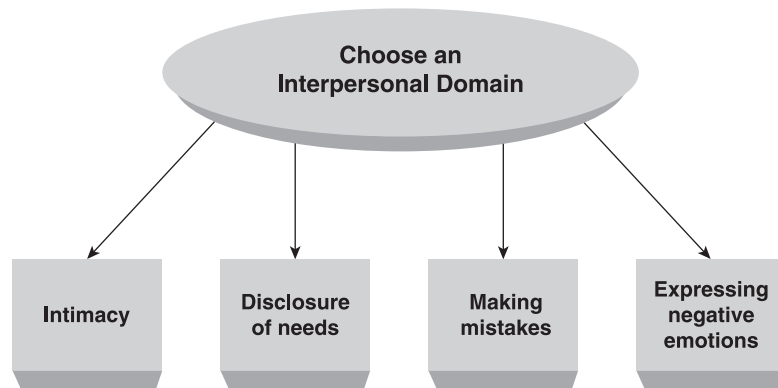 Choose an
Interpersonal Domain
Intimacy
Disclosure
of needs
Making
mistakes
Expressing
negative
emotions